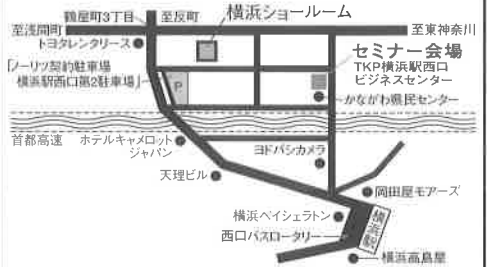 鶴屋町3丁目
至反町
横浜ショールーム
至浅間町
至東神奈川
トヨタレンタリース
セミナー会場
TKP横浜駅西口
ビジネスセンター
「ノーリツ契約駐車場
横浜駅西口第2駐車場」
P
かながわ県民センター
首都高速
ホテルキャメロット
ジャパン
ヨドバシカメラ
天理ビル
岡田屋モアーズ
横浜ベイシェラトン
横浜駅
西口バスロータリー
横浜高島屋